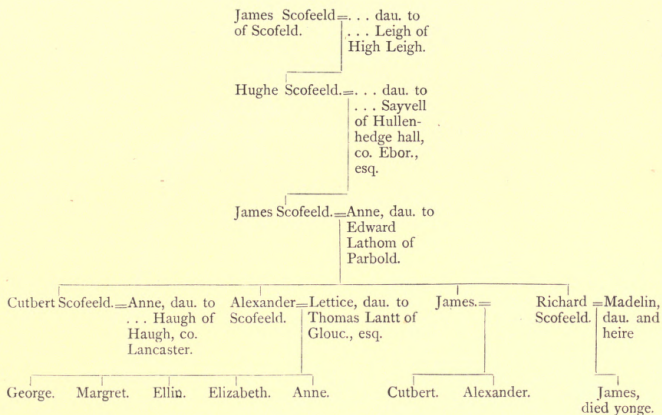 James Scofeeld=. . . dau. to
of Scofeld. . . . Leigh of
High Leigh.
Hughe Scofeeld.=. . . dau. to
. . . Sayvell
of Hullen-
hedge hall,
co. Ebor.,
esq.
James Scofeeld.=Anne, dau. to
Edward
Lathom of
Parbold.
Cutbert Scofeeld.=Anne, dau. to
. . . Haugh of
Haugh, co.
Lancaster.
Alexander=Lettice, dau. to
Scofeeld. Thomas Lantt of
Glouc., esq.
James.=
Richard =Madelin,
Scofeeld. dau. and
heire
George. Margret. Ellin. Elizabeth. Anne.
Cutbert. Alexander.
James,
died yonge.